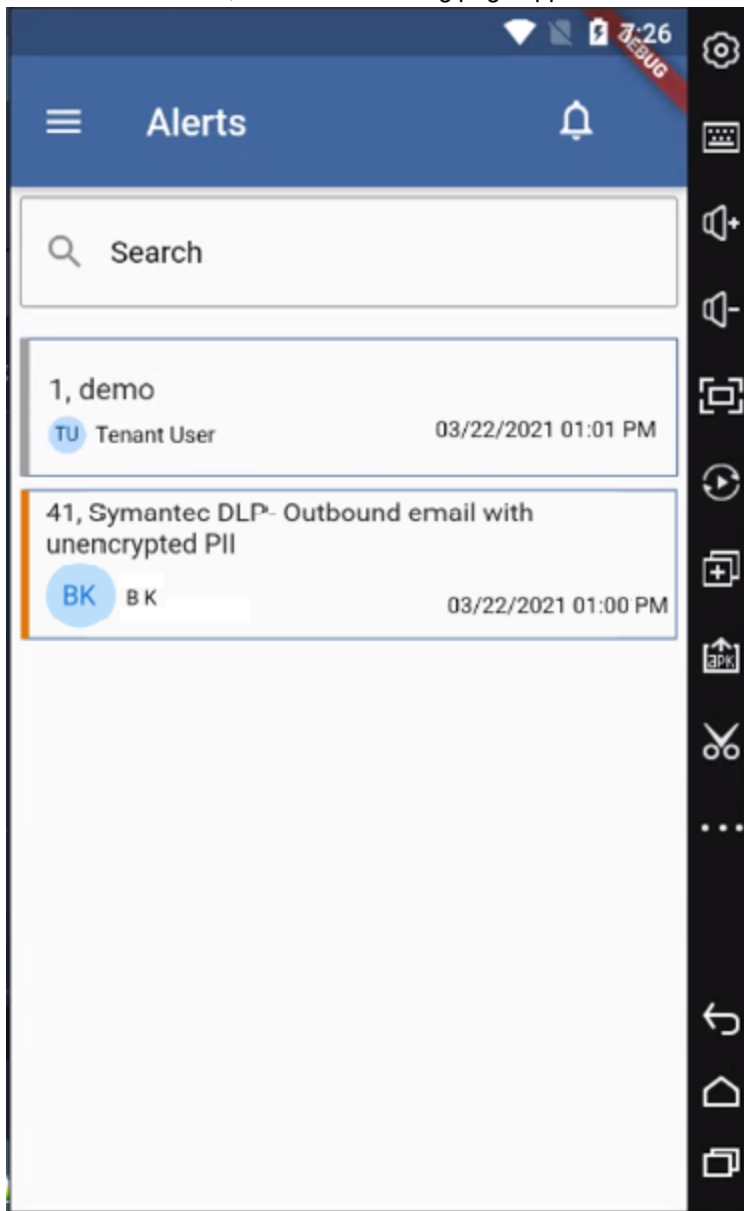 7:26
DEBUG
Alerts
Search
1, demo
TU Tenant User
03/22/2021 01:01 PM
41, Symantec DLP- Outbound email with
unencrypted PII
BK B K
03/22/2021 01:00 PM
APK